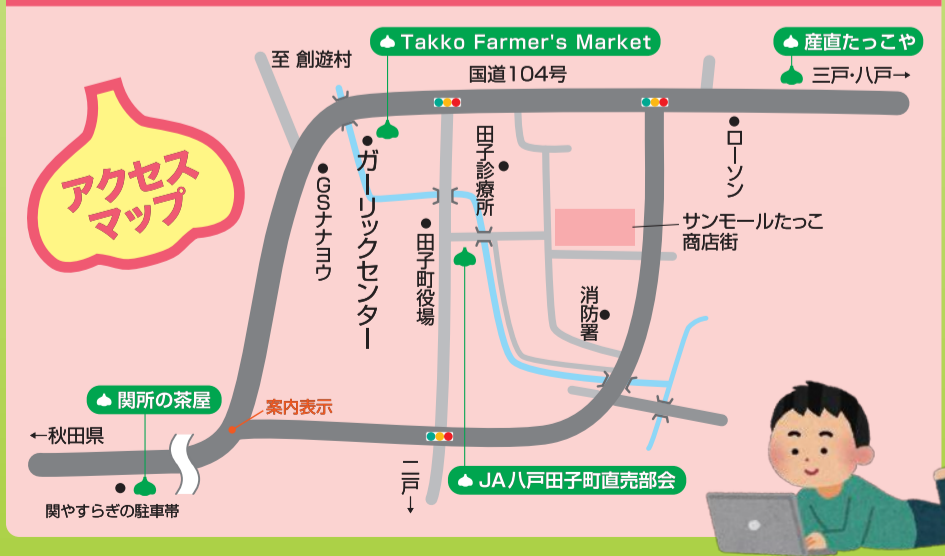 Takko Farmer's Market
産直たっこや
至 創遊村
国道104号
三戸・八戸→
アクセス
マップ
田子診療所
ローソン
ガーリックセンター
GSナナヨウ
サンモールたっこ
商店街
田子町役場
消防署
関所の茶屋
案内表示
←秋田県
二戸→
JA八戸田子町直売部会
関やすらぎの駐車帯